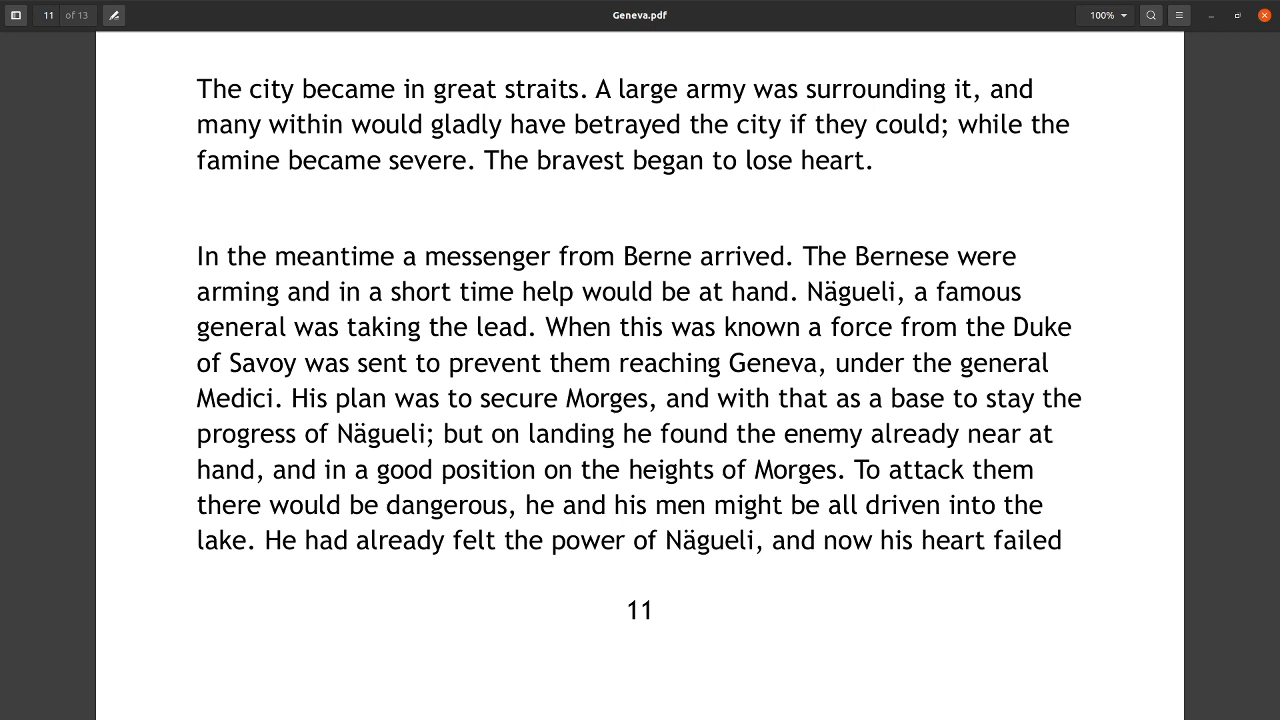 11 of 13
Geneva.pdf
100%
The city became in great straits. A large army was surrounding it, and
many within would gladly have betrayed the city if they could; while the
famine became severe. The bravest began to lose heart.
In the meantime a messenger from Berne arrived. The Bernese were
arming and in a short time help would be at hand. Nägueli, a famous
general was taking the lead. When this was known a force from the Duke
of Savoy was sent to prevent them reaching Geneva, under the general
Medici. His plan was to secure Morges, and with that as a base to stay the
progress of Nägueli; but on landing he found the enemy already near at
hand, and in a good position on the heights of Morges. To attack them
there would be dangerous, he and his men might be all driven into the
lake. He had already felt the power of Nägueli, and now his heart failed
11